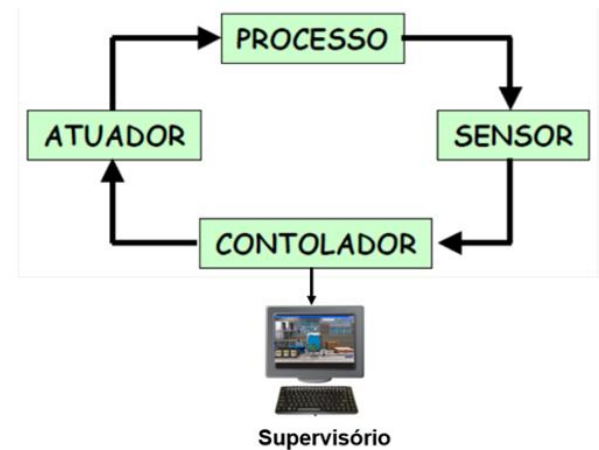 PROCESSO
ATUADOR
SENSOR
CONTOLADOR
Supervisório